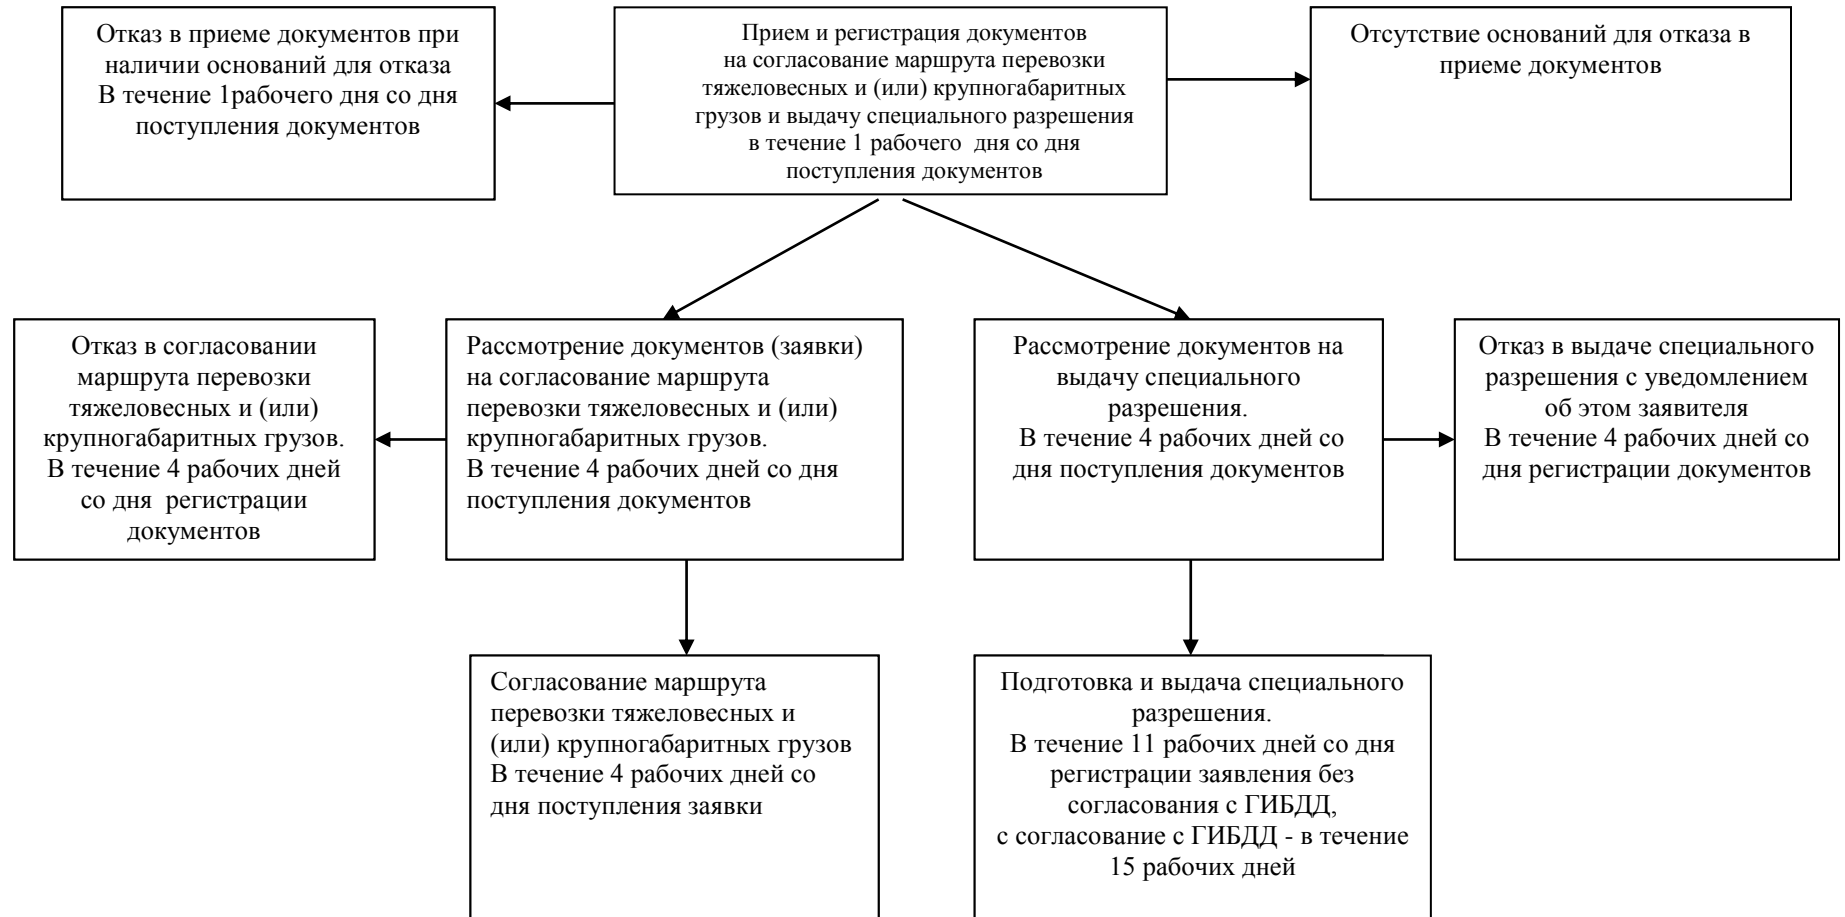 Отказ в приеме документов при
наличии оснований для отказа
В течение 1рабочего дня со дня
поступления документов
Прием и регистрация документов
на согласование маршрута перевозки
тяжеловесных и (или) крупногабаритных
грузов и выдачу специального разрешения
в течение 1 рабочего  дня со дня
поступления документов
Отсутствие оснований для отказа в
приеме документов
Отказ в согласовании
маршрута перевозки
тяжеловесных и (или)
крупногабаритных грузов.
В течение 4 рабочих дней
со дня  регистрации
документов
Рассмотрение документов (заявки)
на согласование маршрута
перевозки тяжеловесных и (или)
крупногабаритных грузов.
В течение 4 рабочих дней со дня
поступления документов
Рассмотрение документов на
выдачу специального
разрешения.
В течение 4 рабочих дней со
дня поступления документов
Отказ в выдаче специального
разрешения с уведомлением
об этом заявителя
В течение 4 рабочих дней со
дня регистрации документов
Согласование маршрута
перевозки тяжеловесных и
(или) крупногабаритных грузов
В течение 4 рабочих дней со
дня поступления заявки
Подготовка и выдача специального
разрешения.
В течение 11 рабочих дней со дня
регистрации заявления без
согласования с ГИБДД,
с согласование с ГИБДД - в течение
15 рабочих дней